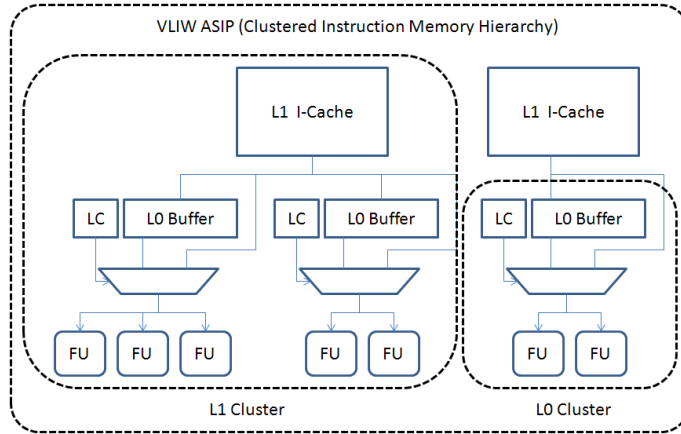 VLIW ASIP (Clustered Instruction Memory Hierarchy)
L1 I-Cache
L1 I-Cache
LC
L0 Buffer
LC
L0 Buffer
LC
L0 Buffer
FU
FU
FU
FU
FU
FU
FU
L1 Cluster
L0 Cluster